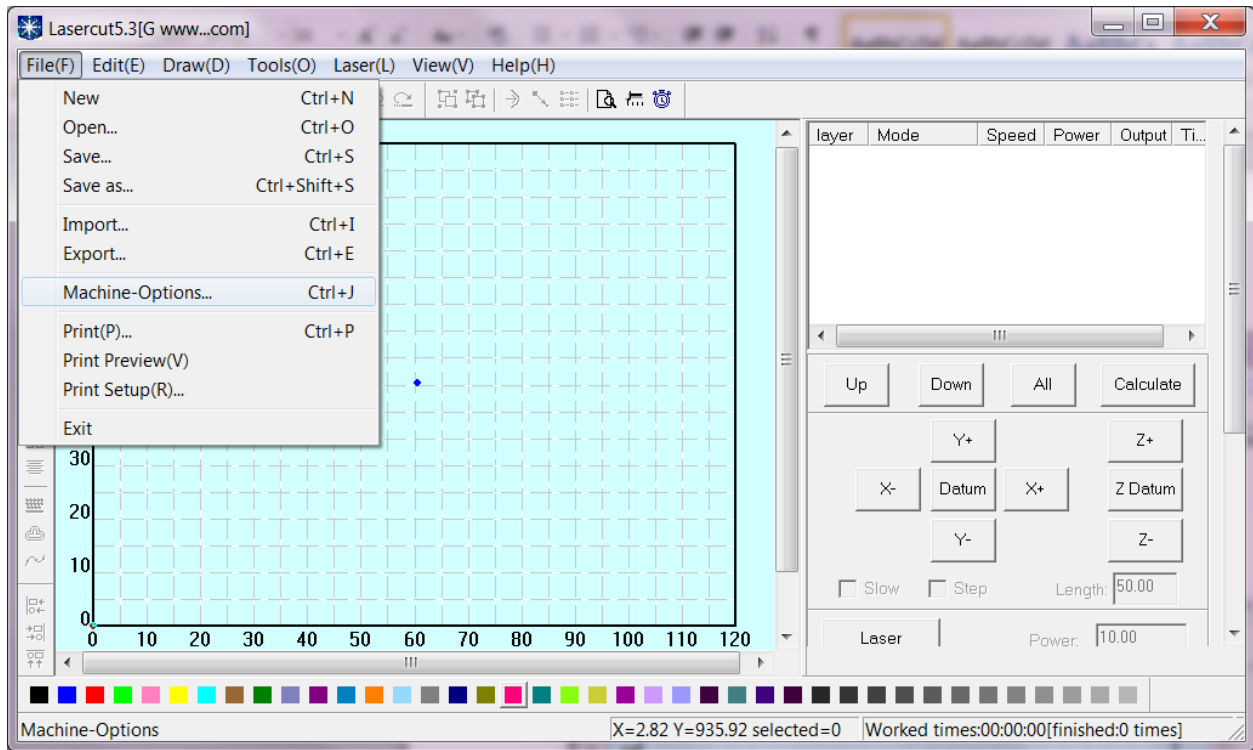 Lasercut5.3[G www...com]
File(F) Edit(E) Draw(D) Tools(O) Laser(L) View(V) Help(H)
New Ctrl+N
Open... Ctrl+O
Save... Ctrl+S
Save as... Ctrl+Shift+S
Import... Ctrl+I
Export... Ctrl+E
Machine-Options... Ctrl+J
Print(P)... Ctrl+P
Print Preview(V)
Print Setup(R)...
Exit
30
20
10
0
0 10 20 30 40 50 60 70 80 90 100 110 120
layer Mode Speed Power Output Ti...
Up Down All Calculate
Y+ Z+
X- Datum X+ Z Datum
Y- Z-
Slow Step Length: 50.00
Laser Power: 10.00
Machine-Options X=2.82 Y=935.92 selected=0 Worked times:00:00:00[finished:0 times]